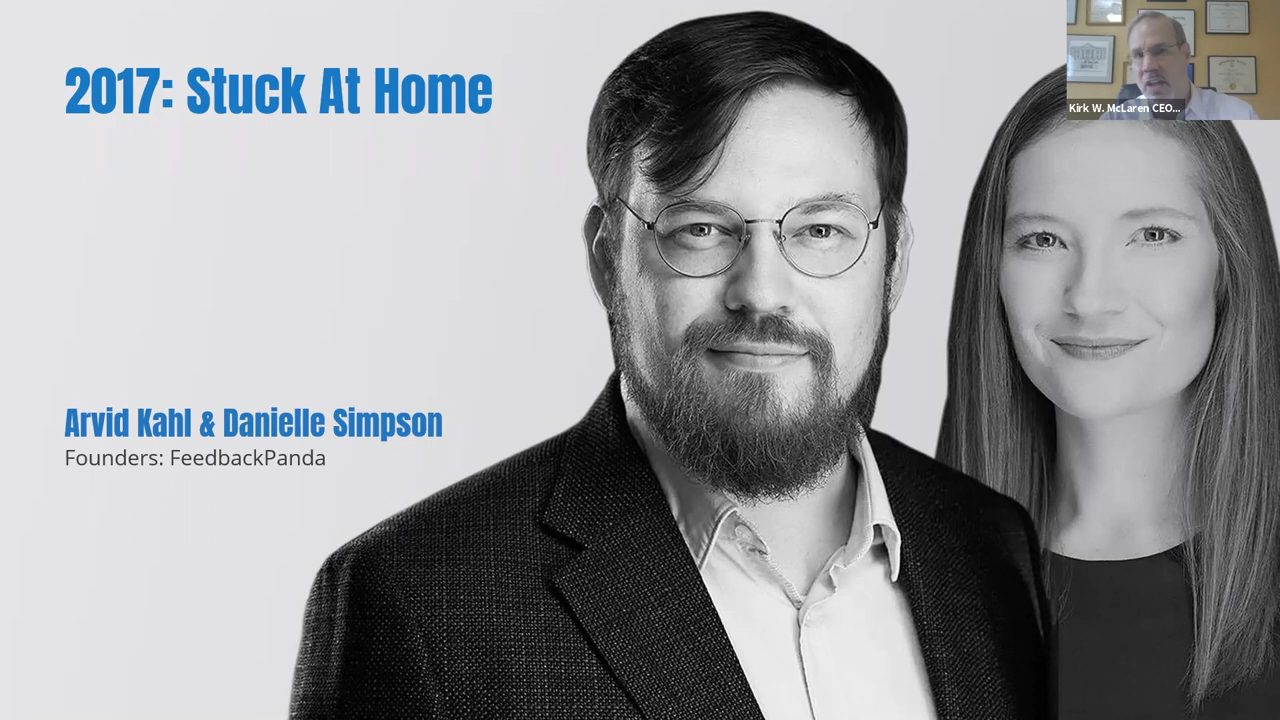 2017: Stuck At Home
Kirk W. McLaren CEO...
Arvid Kahl & Danielle Simpson
Founders: FeedbackPanda